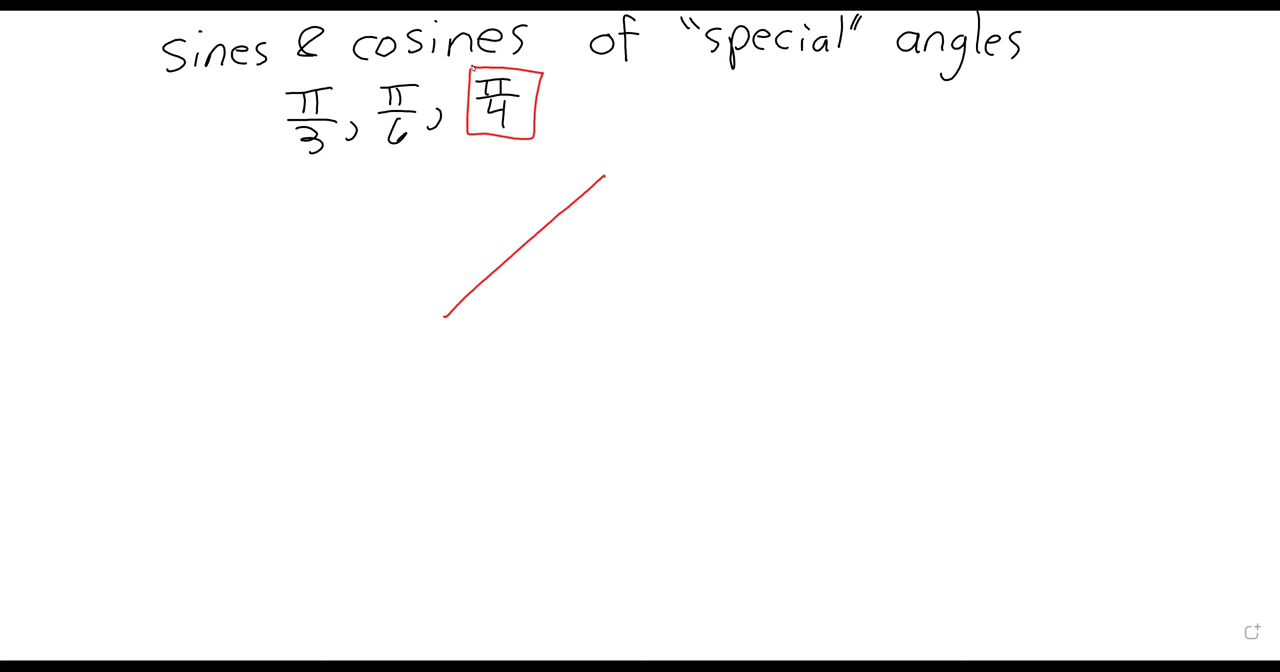 Sines & cosines of "special" angles
π/3, π/6, π/4